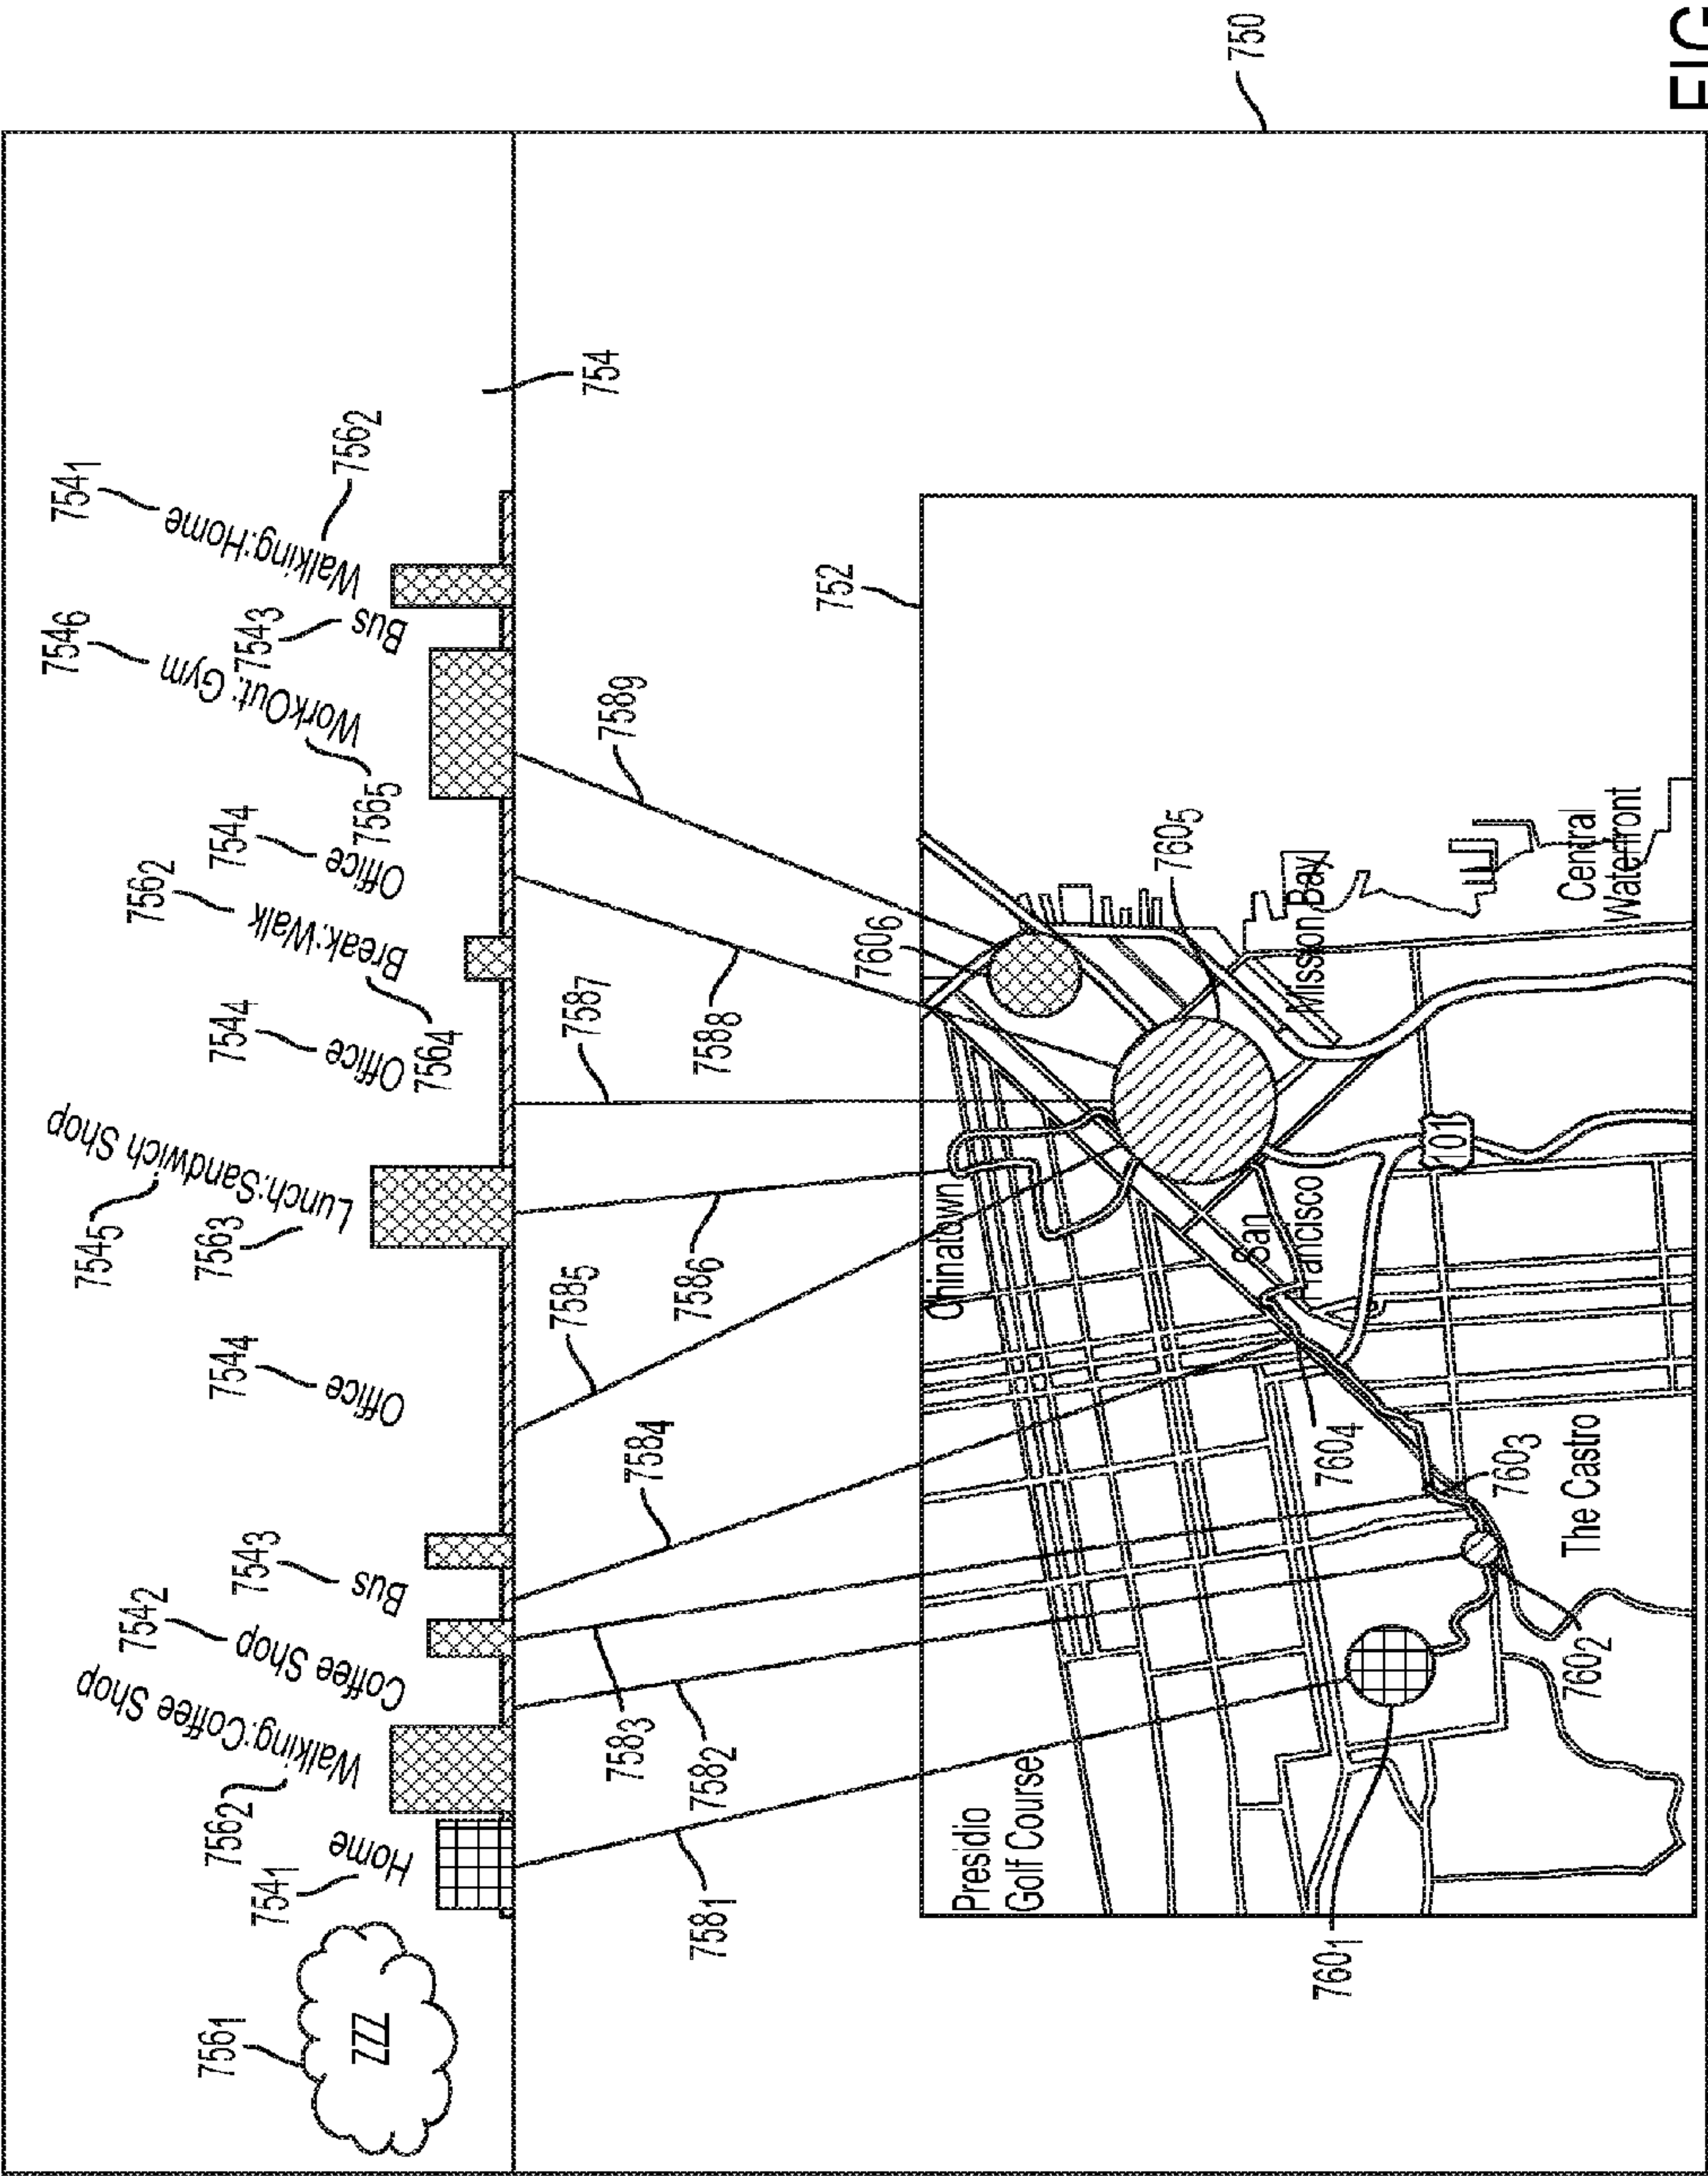 756₁
ZZZ
754₁
Home
756₂
Walking:Coffee Shop
754₂
Coffee Shop
754₃
Bus
754₄
Office
754₅
756₃
Lunch:Sandwich Shop
754₄
Office
756₄
756₂
Break:Walk
754₄
Office
756₅
754₆
WorkOut: Gym
754₃
Bus
754₁
Walking:Home
756₂
754
758₁
758₂
758₃
758₄
758₅
758₆
758₇
758₈
758₉
752
750
Presidio
Golf Course
Chinatown
San
Francisco
101
Mission Bay
Central
Waterfront
The Castro
760₁
760₂
760₃
760₄
760₅
760₆
FIG